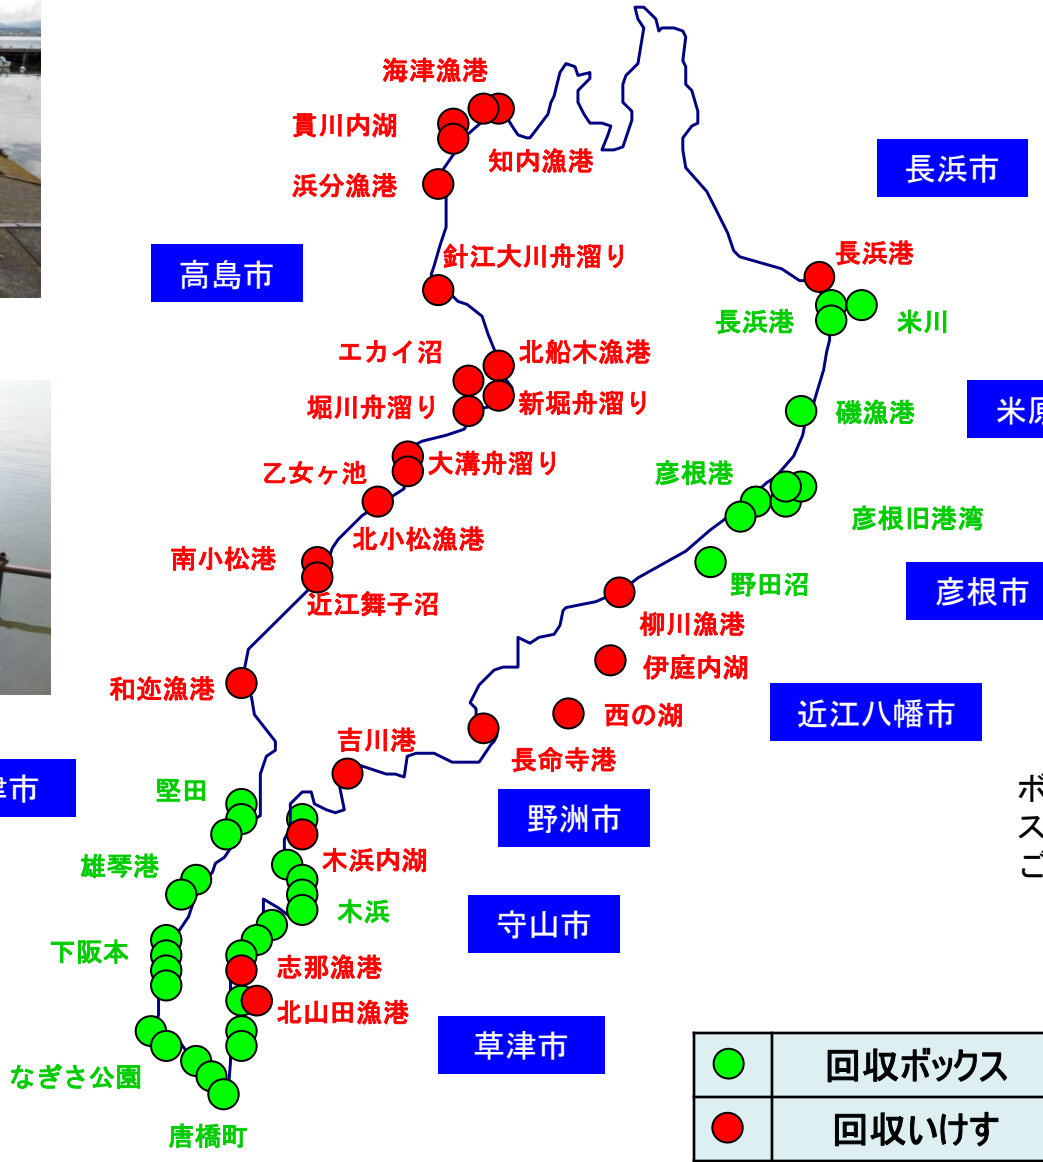 海津漁港
貫川内湖
知内漁港
長浜市
浜分漁港
針江大川舟溜り
長浜港
高島市
長浜港
米川
エカイ沼
北船木漁港
堀川舟溜り
新堀舟溜り
磯漁港
米原
乙女ヶ池
大溝舟溜り
彦根港
北小松漁港
彦根旧港湾
南小松港
野田沼
彦根市
近江舞子沼
柳川漁港
伊庭内湖
和迩漁港
西の湖
近江八幡市
吉川港
長命寺港
津市
堅田
野洲市
ボ
ス
ご
雄琴港
木浜内湖
木浜
守山市
下阪本
志那漁港
北山田漁港
草津市
なぎさ公園
回収ボックス
唐橋町
回収いけす